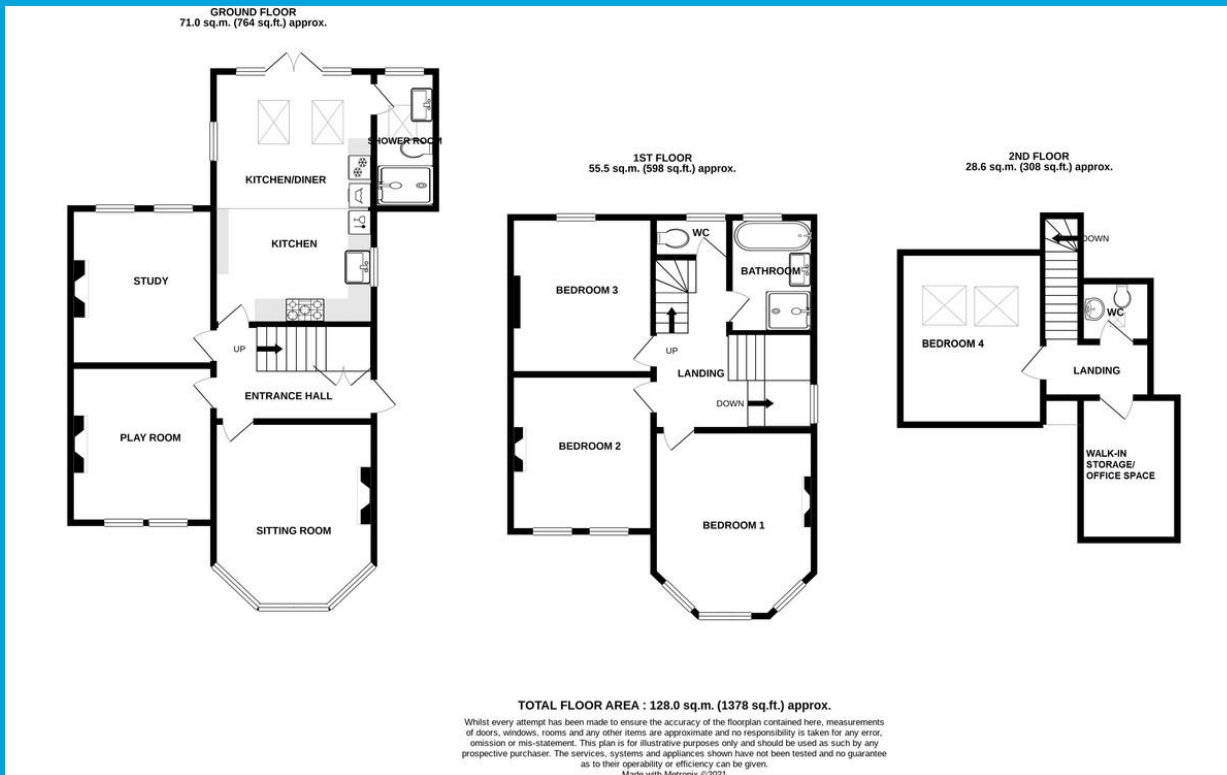 GROUND FLOOR
71.0 sq.m. (764 sq.ft.) approx.
SHOWER ROOM
KITCHEN/DINER
KITCHEN
STUDY
UP
ENTRANCE HALL
PLAY ROOM
SITTING ROOM
1ST FLOOR
55.5 sq.m. (598 sq.ft.) approx.
WC
BATHROOM
BEDROOM 3
UP
LANDING
DOWN
BEDROOM 2
BEDROOM 1
2ND FLOOR
28.6 sq.m. (308 sq.ft.) approx.
DOWN
WC
BEDROOM 4
LANDING
WALK-IN
STORAGE/
OFFICE SPACE
TOTAL FLOOR AREA : 128.0 sq.m. (1378 sq.ft.) approx.
Whilst every attempt has been made to ensure the accuracy of the floorplan contained here, measurements
of doors, windows, rooms and any other items are approximate and no responsibility is taken for any error,
omission or mis-statement. This plan is for illustrative purposes only and should be used as such by any
prospective purchaser. The services, systems and appliances shown have not been tested and no guarantee
as to their operability or efficiency can be given.
Made with Metropix ©2021